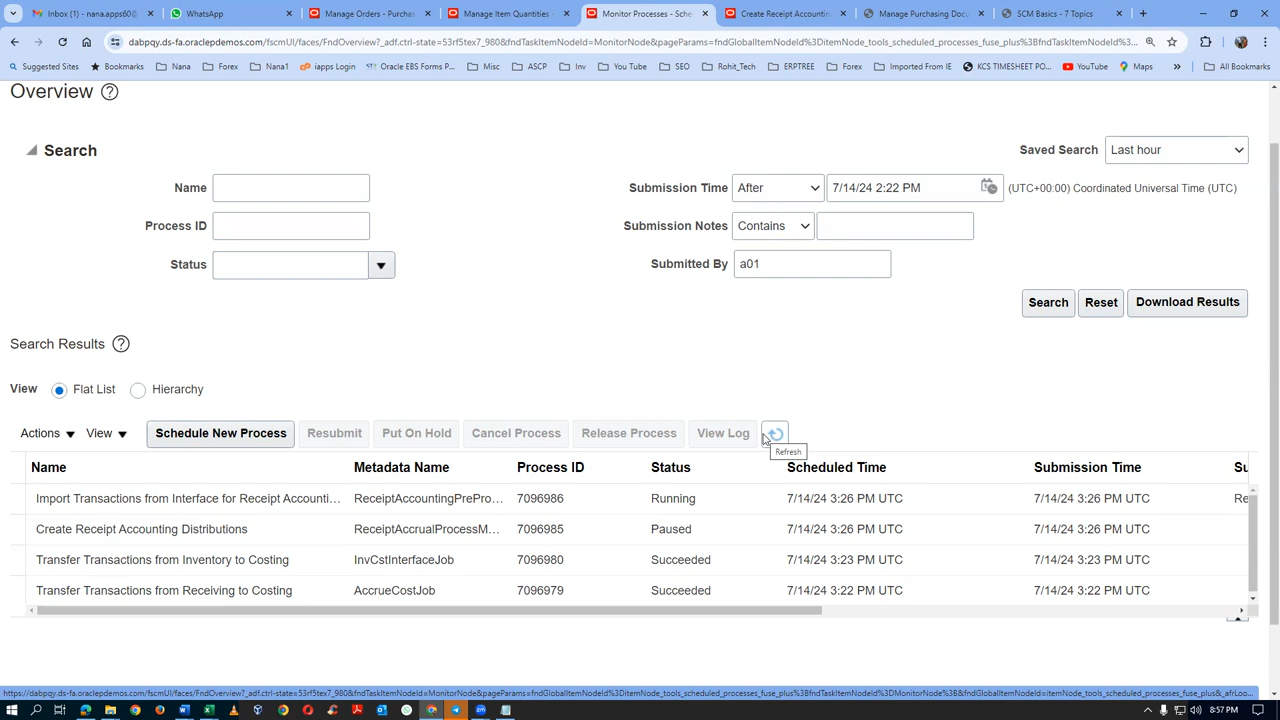 Inbox (91) - nana.apps60@
WhatsApp
Manage Orders - Purchas
Manage Item Quantities -
Monitor Processes - Sche
Create Receipt Accountin
Manage Purchasing Docu
SCM Basics - 7 Topics
dabpqy.ds-fa.oraclepdemos.com/fscmUI/faces/FndOverview?_adf.ctrl-state=53rf5tex7_980&fndTaskItemNodeId=MonitorNode&pageParams=fndGlobalItemNodeId%3DitemNode_tools_scheduled_processes_fuse_plus%3BfndTaskItemNodeId%3DMonitorNode%3...
Suggested Sites
Bookmarks
Nana
Forex
Nana1
iapps Login
Oracle EBS Forms P...
Misc
ASCP
Inv
You Tube
SEO
Rohit_Tech
ERPTREE
Forex
Imported From IE
KCS TIMESHEET PO...
YouTube
Maps
»
All Bookmarks
Overview
Search
Saved Search Last hour
Name
Submission Time After 7/14/24 2:22 PM (UTC+00:00) Coordinated Universal Time (UTC)
Process ID
Submission Notes Contains
Status
Submitted By a01
Search Reset Download Results
Search Results
View Flat List Hierarchy
Actions View Schedule New Process Resubmit Put On Hold Cancel Process Release Process View Log
Refresh
Name Metadata Name Process ID Status Scheduled Time Submission Time Su
Import Transactions from Interface for Receipt Accounti... ReceiptAccountingPrePro... 7096986 Running 7/14/24 3:26 PM UTC 7/14/24 3:26 PM UTC Re
Create Receipt Accounting Distributions ReceiptAccrualProcessM... 7096985 Paused 7/14/24 3:26 PM UTC 7/14/24 3:26 PM UTC
Transfer Transactions from Inventory to Costing InvCstInterfaceJob 7096980 Succeeded 7/14/24 3:23 PM UTC 7/14/24 3:23 PM UTC
Transfer Transactions from Receiving to Costing AccrueCostJob 7096979 Succeeded 7/14/24 3:22 PM UTC 7/14/24 3:22 PM UTC
8:57 PM